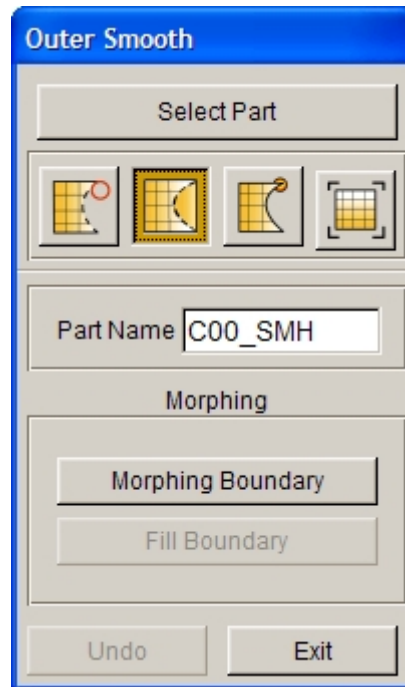 Outer Smooth
Select Part
Part Name C00_SMH
Morphing
Morphing Boundary
Fill Boundary
Undo Exit